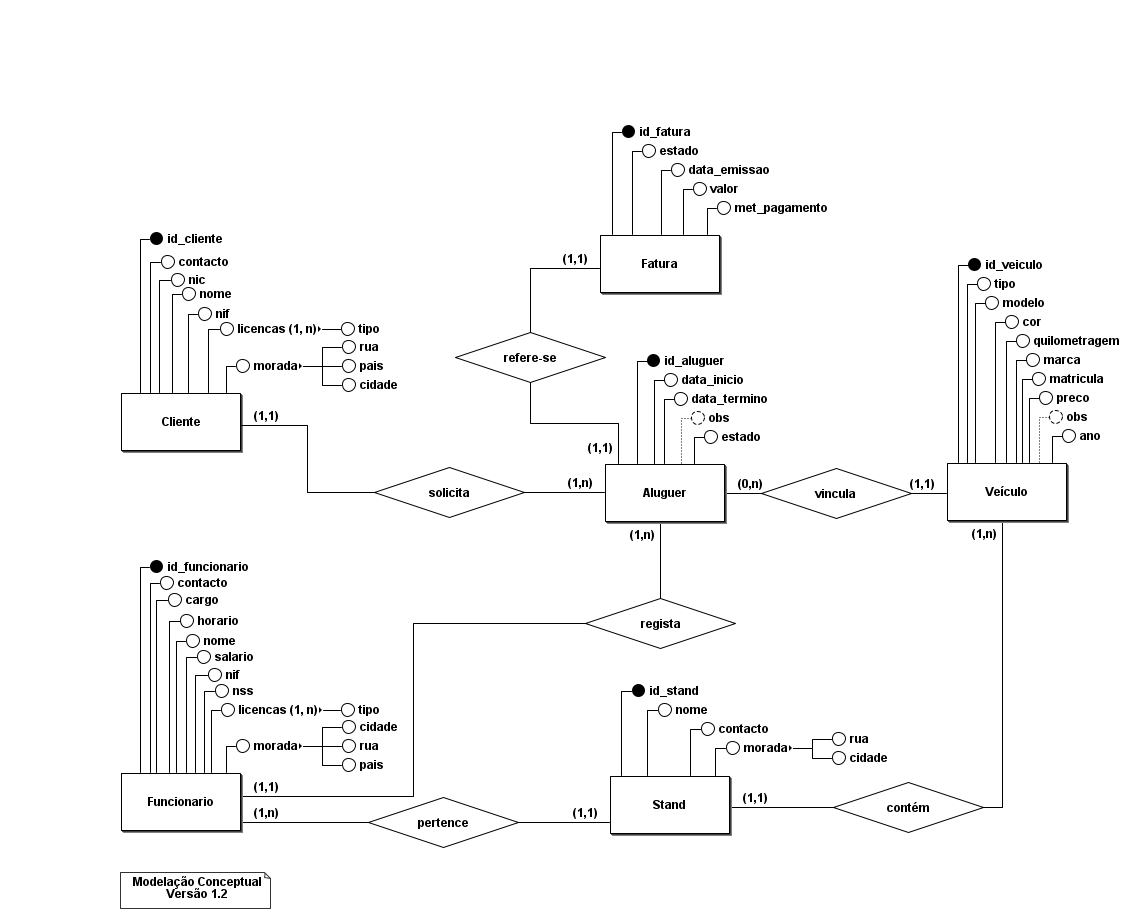 id_fatura
estado
data_emissao
valor
met_pagamento
Fatura
(1,1)
refere-se
(1,1)
id_cliente
contacto
nic
nome
nif
licencas (1, n) tipo
morada
rua
pais
cidade
Cliente
(1,1)
solicita
(1,n)
id_aluguer
data_inicio
data_termino
obs
estado
Aluguer
(0,n)
vincula
(1,1)
id_veiculo
tipo
modelo
cor
quilometragem
marca
matricula
preco
obs
ano
Veículo
(1,n)
(1,n)
regista
(1,1)
id_funcionario
contacto
cargo
horario
nome
salario
nif
nss
licencas (1, n) tipo
morada
cidade
rua
pais
Funcionario
(1,n)
pertence
(1,1)
id_stand
nome
contacto
morada
rua
cidade
Stand
(1,1)
contém
Modelação Conceptual
Versão 1.2